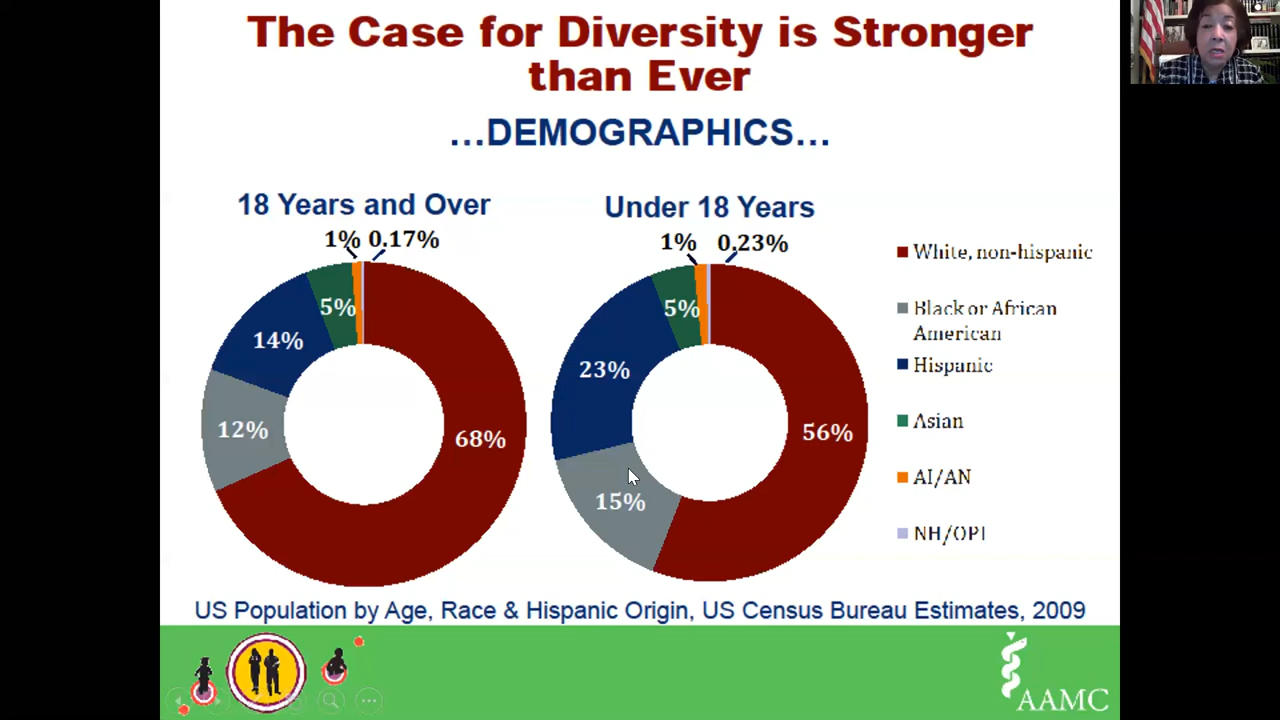 The Case for Diversity is Stronger
than Ever
...DEMOGRAPHICS...
18 Years and Over
Under 18 Years
1% 0.17%
1% 0.23%
5%
14%
12%
68%
5%
23%
15%
56%
White, non-hispanic
Black or African
American
Hispanic
Asian
AI/AN
NH/OPI
US Population by Age, Race & Hispanic Origin, US Census Bureau Estimates, 2009
AAMC